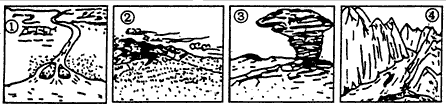 ① ② ③ ④